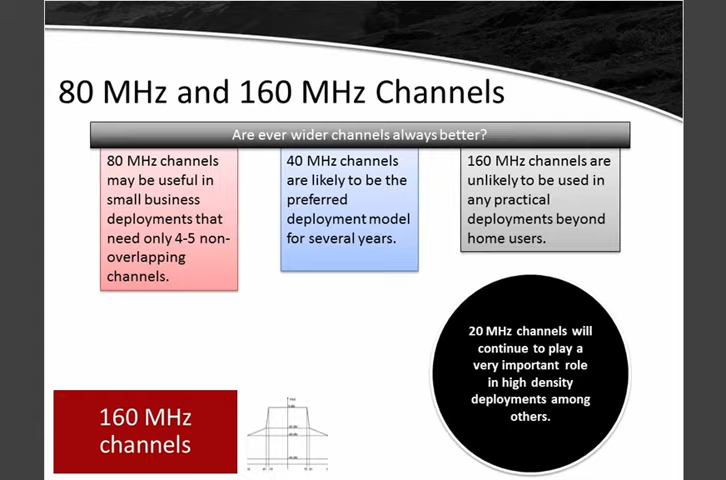 80 MHz and 160 MHz Channels
Are ever wider channels always better?
80 MHz channels
may be useful in
small business
deployments that
need only 4-5 non-
overlapping
channels.
40 MHz channels
are likely to be the
preferred
deployment model
for several years.
160 MHz channels are
unlikely to be used in
any practical
deployments beyond
home users.
20 MHz channels will
continue to play a
very important role
in high density
deployments among
others.
160 MHz
channels